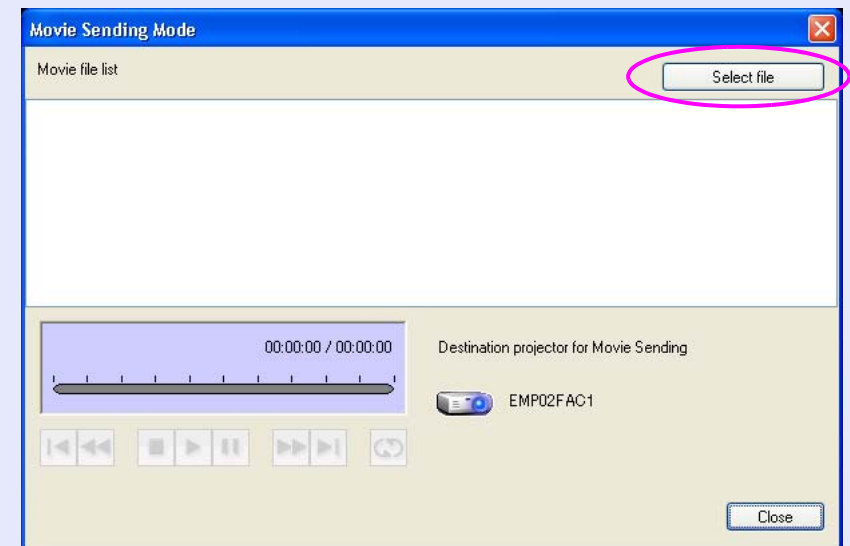 Movie Sending Mode
Movie file list
Select file
00:00:00 / 00:00:00
Destination projector for Movie Sending
EMP02FAC1
Close